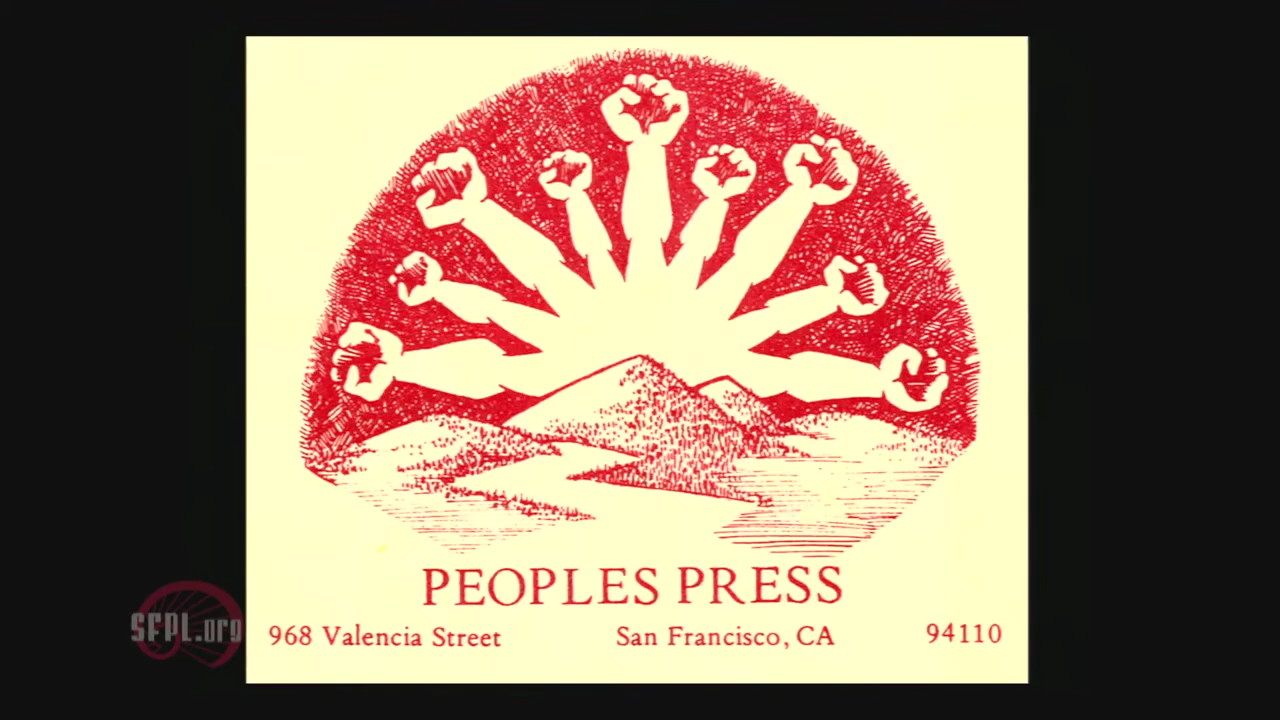 PEOPLES PRESS
968 Valencia Street San Francisco, CA 94110
SFPL.org